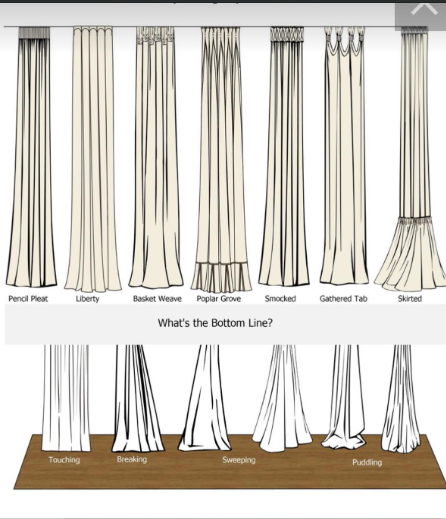 Pencil Pleat Liberty Basket Weave Poplar Grove Smocked Gathered Tab Skirted
What's the Bottom Line?
Touching Breaking Sweeping Puddling